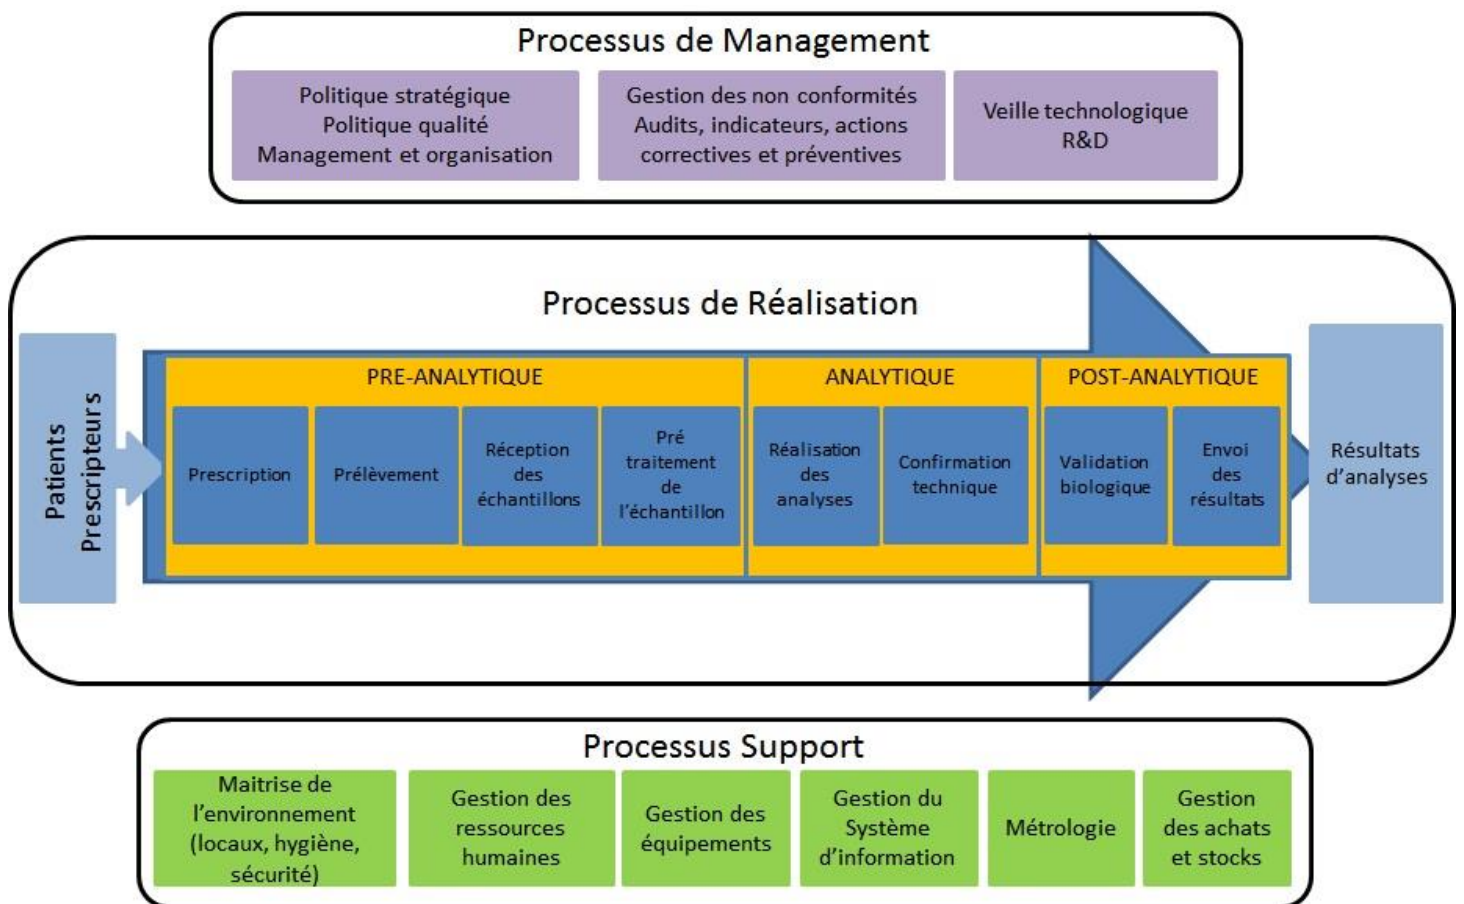 Processus de Management
Politique stratégique
Politique qualité
Management et organisation
Gestion des non conformités
Audits, indicateurs, actions
correctives et préventives
Veille technologique
R&D
Processus de Réalisation
Patients
Prescripteurs
PRE-ANALYTIQUE
Prescription
Prélèvement
Réception
des
échantillons
Pré
traitement
de
l'échantillon
ANALYTIQUE
Réalisation
des
analyses
Confirmation
technique
POST-ANALYTIQUE
Validation
biologique
Envoi
des
résultats
Résultats
d'analyses
Processus Support
Maitrise de
l'environnement
(locaux, hygiène,
sécurité)
Gestion des
ressources
humaines
Gestion des
équipements
Gestion du
Système
d'information
Métrologie
Gestion
des achats
et stocks